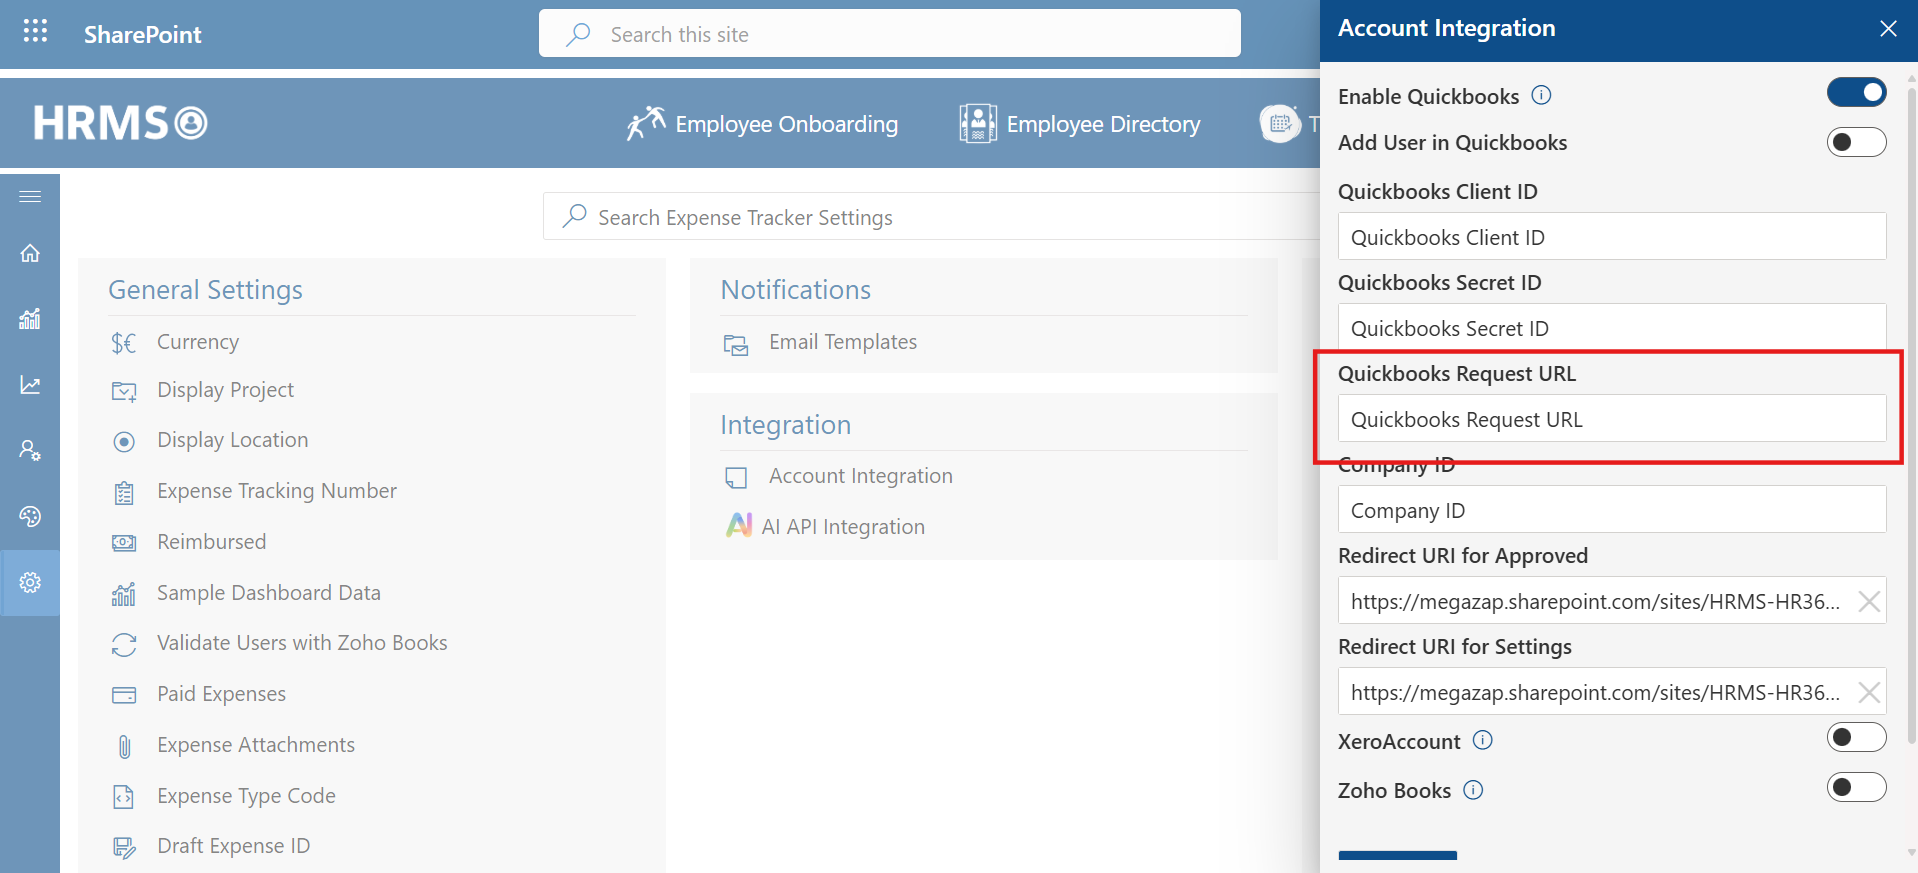 SharePoint
Search this site
HRMS
Employee Onboarding
Employee Directory
T
Search Expense Tracker Settings
General Settings
Currency
Display Project
Display Location
Expense Tracking Number
Reimbursed
Sample Dashboard Data
Validate Users with Zoho Books
Paid Expenses
Expense Attachments
Expense Type Code
Draft Expense ID
Notifications
Email Templates
Integration
Account Integration
AI AI API Integration
Account Integration
Enable Quickbooks
Add User in Quickbooks
Quickbooks Client ID
Quickbooks Client ID
Quickbooks Secret ID
Quickbooks Secret ID
Quickbooks Request URL
Quickbooks Request URL
Company ID
Company ID
Redirect URI for Approved
https://megazap.sharepoint.com/sites/HRMS-HR36...
Redirect URI for Settings
https://megazap.sharepoint.com/sites/HRMS-HR36...
XeroAccount
Zoho Books